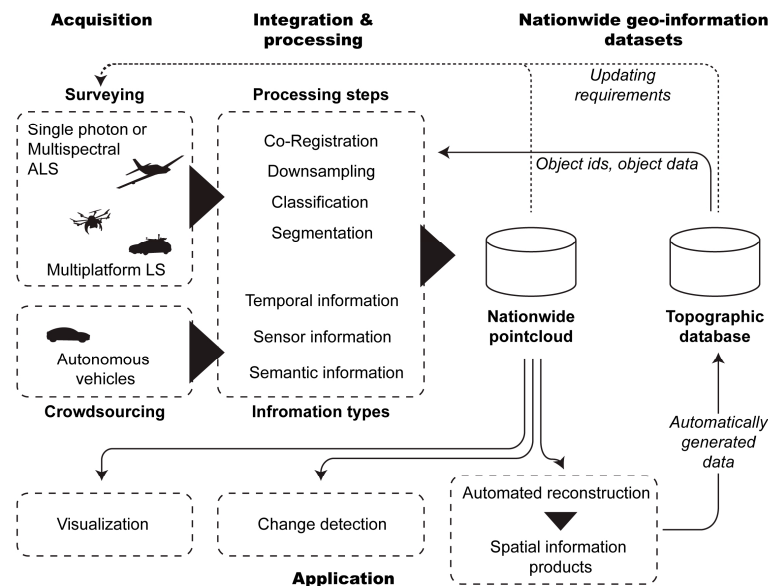 Acquisition
Integration &
processing
Nationwide geo-information
datasets
Updating
requirements
Surveying
Processing steps
Single photon or
Multispectral
ALS
Multiplatform LS
Co-Registration
Downsampling
Classification
Segmentation
Object ids, object data
Temporal information
Sensor information
Semantic information
Nationwide
pointcloud
Topographic
database
Autonomous
vehicles
Crowdsourcing
Infromation types
Automatically
generated
data
Visualization
Change detection
Automated reconstruction
Spatial information
products
Application